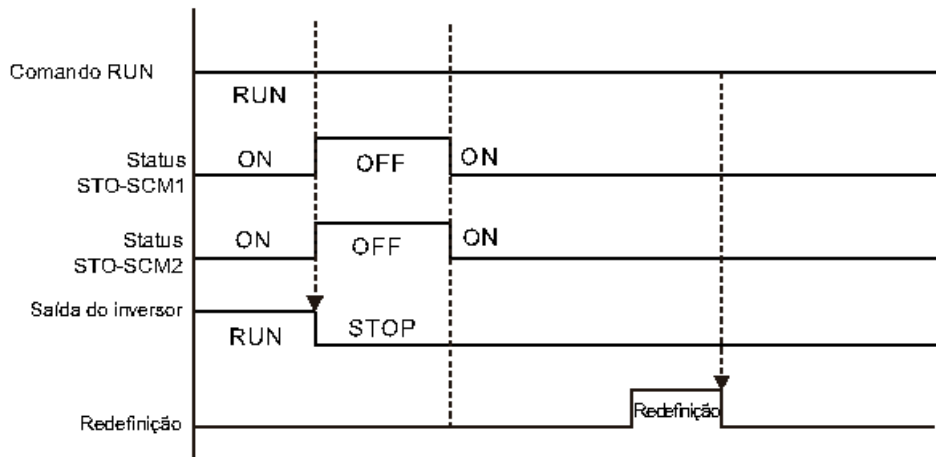 Comando RUN
RUN
Status
STO-SCM1
ON
OFF
ON
Status
STO-SCM2
ON
OFF
ON
Saída do inversor
RUN
STOP
Redefinição
Redefinição